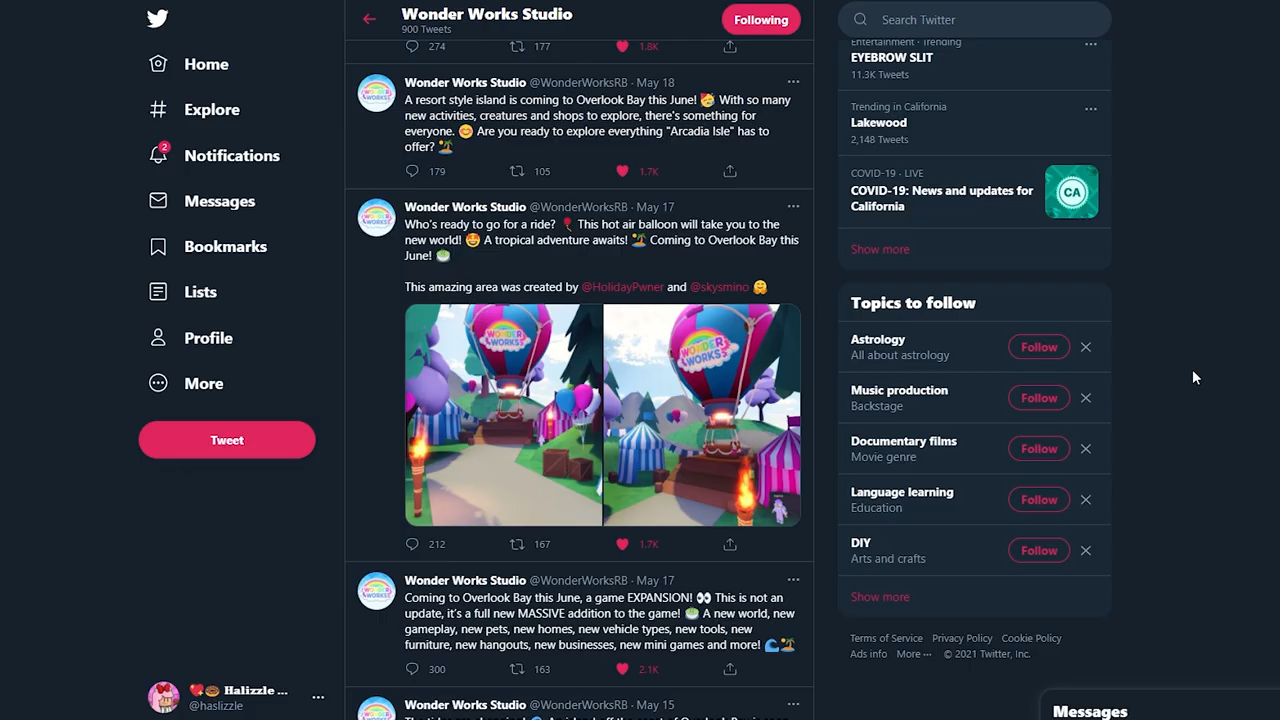 Home
Explore
2
Notifications
Messages
Bookmarks
Lists
Profile
More
Tweet
❤️🍩 Halizzle ...
@haslizzle
Wonder Works Studio
900 Tweets
Following
274 177 1.8K
Wonder Works Studio @WonderWorksRB · May 18
A resort style island is coming to Overlook Bay this June! 🥳 With so many
new activities, creatures and shops to explore, there's something for
everyone. 😊 Are you ready to explore everything "Arcadia Isle" has to
offer? 🏝️
179 105 1.7K
Wonder Works Studio @WonderWorksRB · May 17
Who's ready to go for a ride? 🎈 This hot air balloon will take you to the
new world! 🤩 A tropical adventure awaits! 🏝️ Coming to Overlook Bay this
June! 🍵
This amazing area was created by @HolidayPwner and @skysmino 🤗
WONDER WORKS
WONDER WORKS
212 167 1.7K
Wonder Works Studio @WonderWorksRB · May 17
Coming to Overlook Bay this June, a game EXPANSION! 👀 This is not an
update, it's a full new MASSIVE addition to the game! 🍵 A new world, new
gameplay, new pets, new homes, new vehicle types, new tools, new
furniture, new hangouts, new businesses, new mini games and more! 🌊🏝️
300 163 2.1K
Wonder Works Studio @WonderWorksRB · May 15
Search Twitter
Entertainment · Trending
EYEBROW SLIT
11.3K Tweets
Trending in California
Lakewood
2,148 Tweets
COVID-19 · LIVE
COVID-19: News and updates for
California
CA
Show more
Topics to follow
Astrology
All about astrology
Follow
Music production
Backstage
Follow
Documentary films
Movie genre
Follow
Language learning
Education
Follow
DIY
Arts and crafts
Follow
Show more
Terms of Service Privacy Policy Cookie Policy
Ads info More ··· © 2021 Twitter, Inc.
Messages